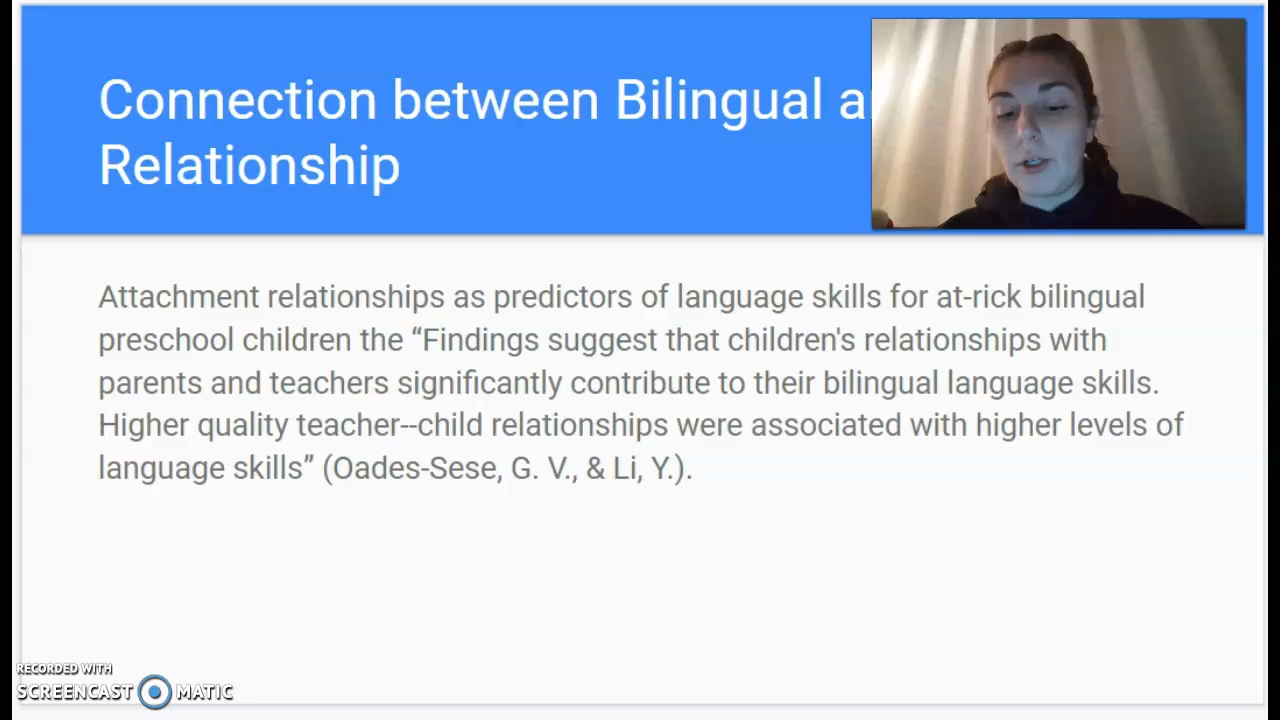 Connection between Bilingual
Relationship
Attachment relationships as predictors of language skills for at-rick bilingual
preschool children the “Findings suggest that children's relationships with
parents and teachers significantly contribute to their bilingual language skills.
Higher quality teacher--child relationships were associated with higher levels of
language skills” (Oades-Sese, G. V., & Li, Y.).
RECORDED WITH
SCREENCAST MATIC